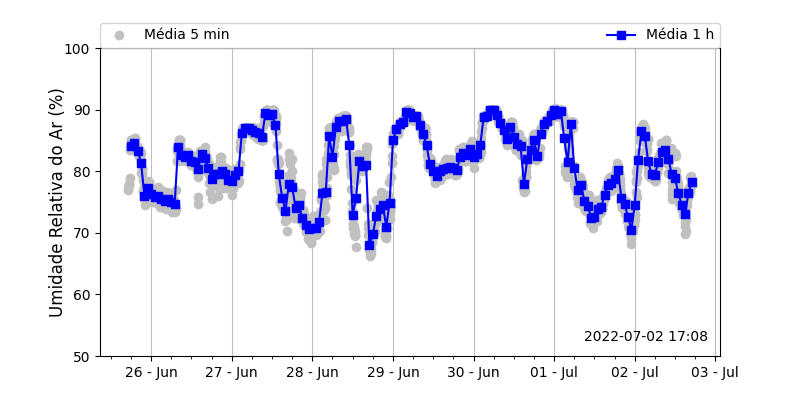 Média 5 min
Média 1 h
Umidade Relativa do Ar (%)
100
90
80
70
60
50
2022-07-02 17:08
26 - Jun
27 - Jun
28 - Jun
29 - Jun
30 - Jun
01 - Jul
02 - Jul
03 - Jul